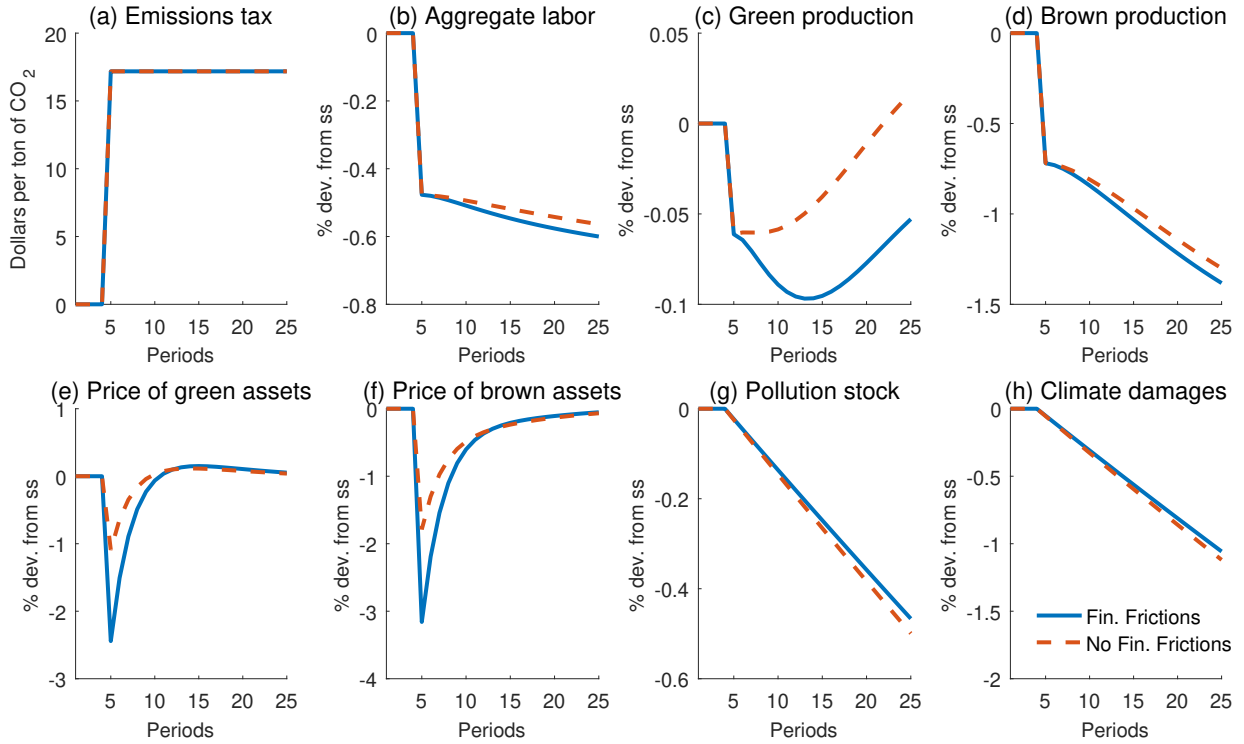 (a) Emissions tax
Dollars per ton of CO2
20
15
10
5
0
5 10 15 20 25
Periods
(b) Aggregate labor
% dev. from ss
0
-0.2
-0.4
-0.6
-0.8
5 10 15 20 25
Periods
(c) Green production
% dev. from ss
0.05
0
-0.05
-0.1
5 10 15 20 25
Periods
(d) Brown production
% dev. from ss
0
-0.5
-1
-1.5
5 10 15 20 25
Periods
(e) Price of green assets
% dev. from ss
1
0
-1
-2
-3
5 10 15 20 25
Periods
(f) Price of brown assets
% dev. from ss
0
-1
-2
-3
-4
5 10 15 20 25
Periods
(g) Pollution stock
% dev. from ss
0
-0.2
-0.4
-0.6
5 10 15 20 25
Periods
(h) Climate damages
% dev. from ss
0
-0.5
-1
-1.5
-2
Fin. Frictions
No Fin. Frictions
5 10 15 20 25
Periods